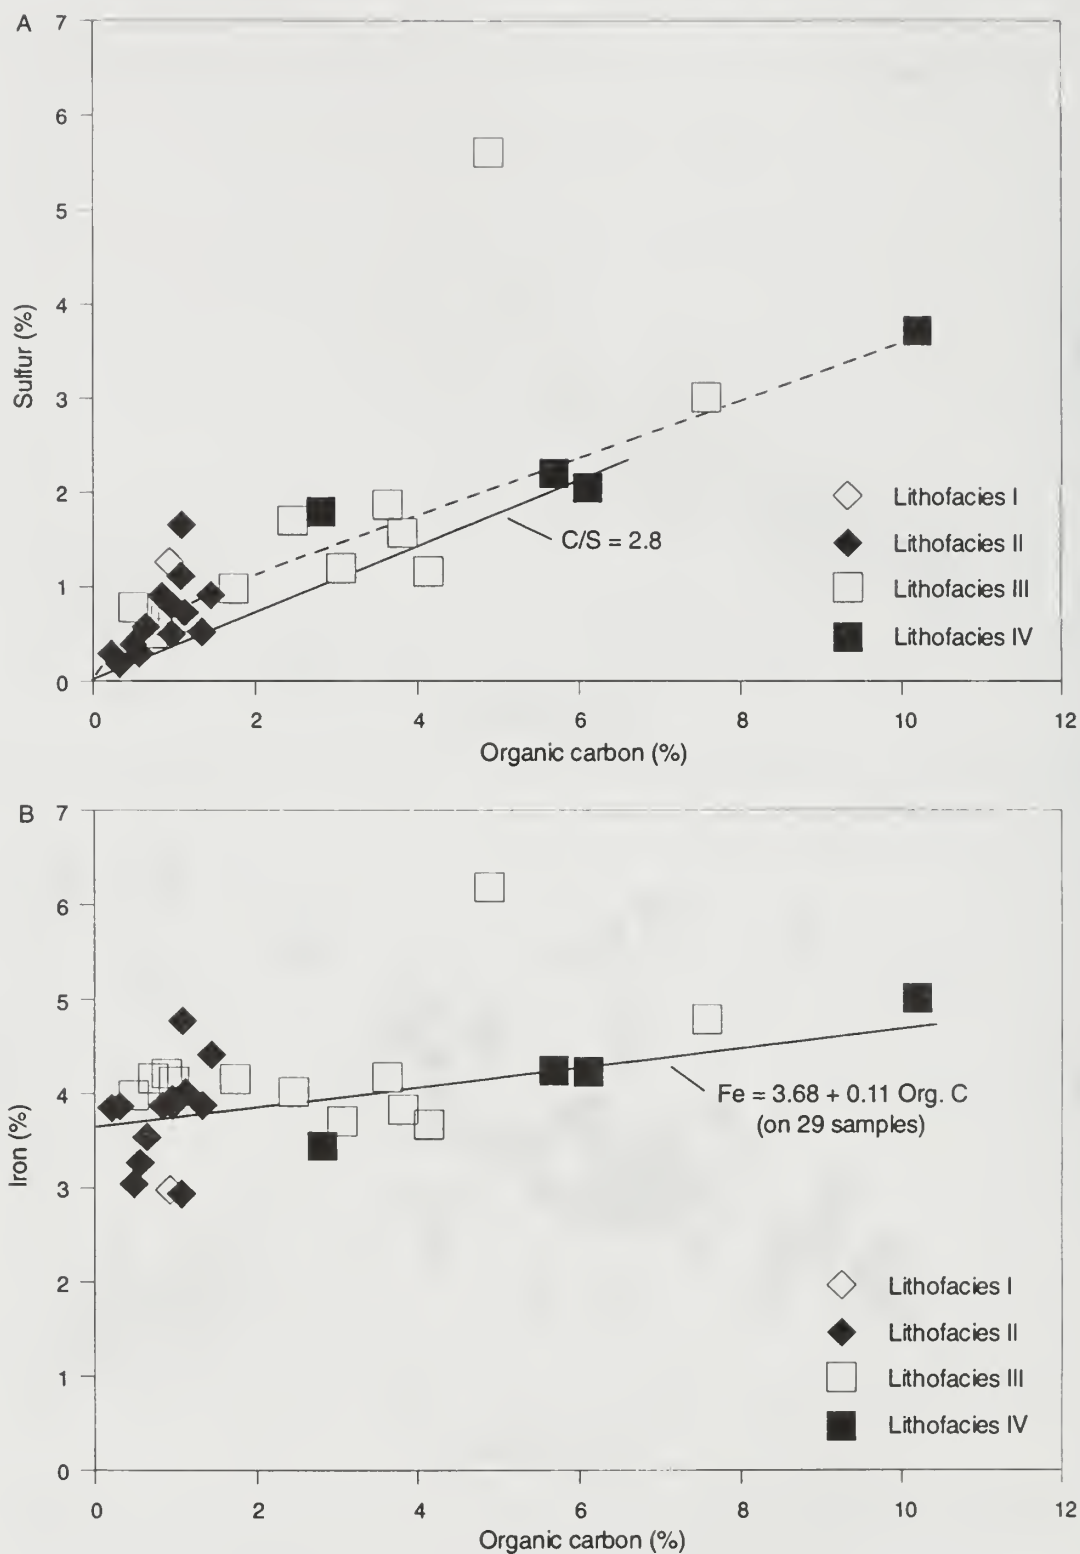 A
7
6
5
4
3
2
1
0
Sulfur (%)
0 2 4 6 8 10 12
Organic carbon (%)
C/S = 2.8
Lithofacies I
Lithofacies II
Lithofacies III
Lithofacies IV
B
7
6
5
4
3
2
1
0
Iron (%)
0 2 4 6 8 10 12
Organic carbon (%)
Fe = 3.68 + 0.11 Org. C
(on 29 samples)
Lithofacies I
Lithofacies II
Lithofacies III
Lithofacies IV